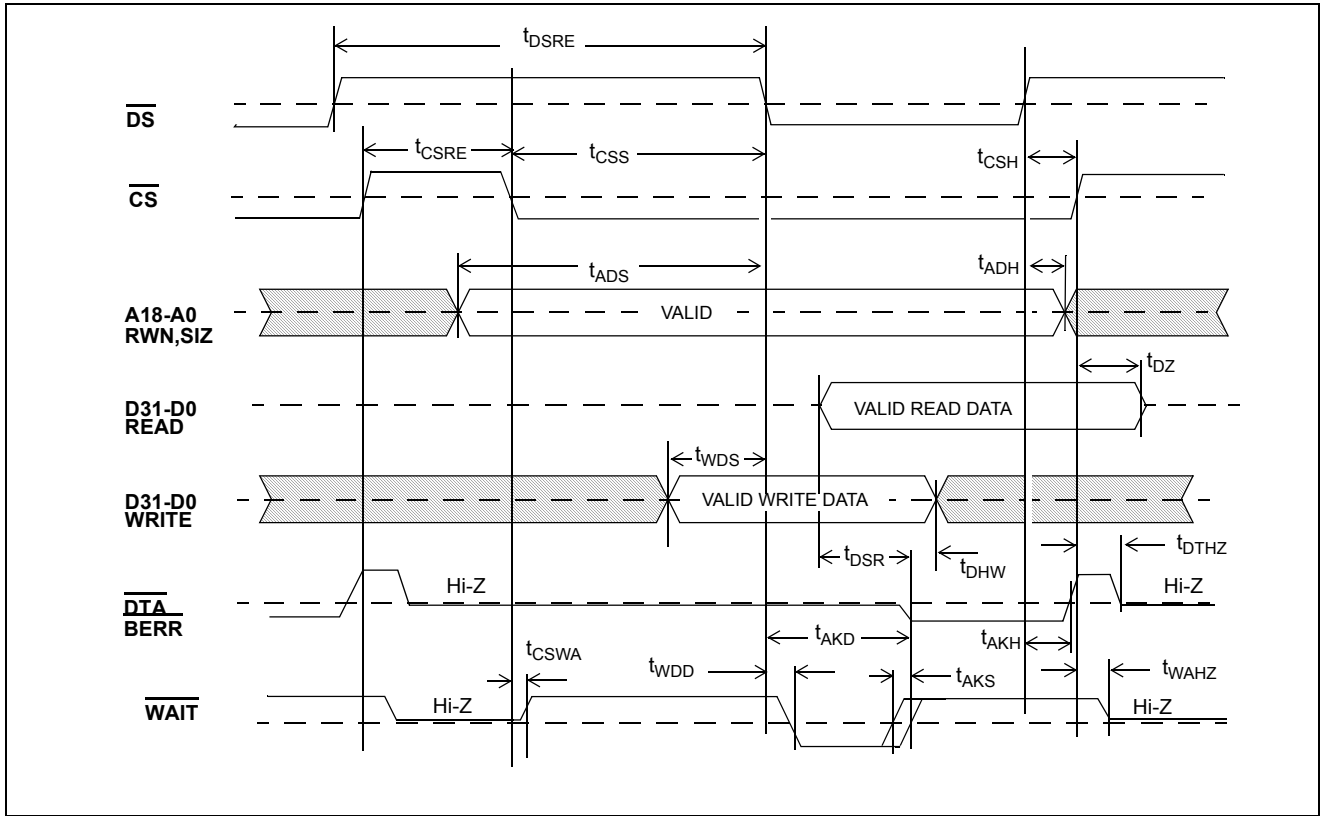 tDSRE
DS
tCSRE
tCSS
tCSH
CS
tADS
tADH
A18-A0
RWN,SIZ
VALID
tDZ
D31-D0
READ
VALID READ DATA
tWDS
D31-D0
WRITE
VALID WRITE DATA
tDSR
tDHW
tDTHZ
DTA
BERR
Hi-Z
Hi-Z
tCSWA
tWDD
tAKD
tAKH
tAKS
tWAHZ
WAIT
Hi-Z
Hi-Z